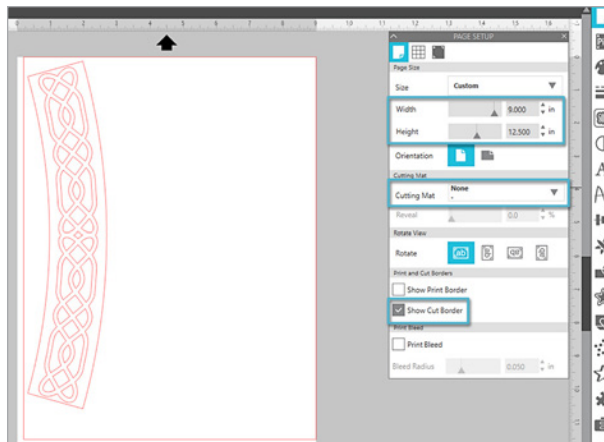 PAGE SETUP
Page Size
Size Custom
Width 9.000 in
Height 12.500 in
Orientation
Cutting Mat
Cutting Mat None
Reveal 0.0 %
Rotate View
Rotate
Print and Cut Borders
Show Print Border
Show Cut Border
Print Bleed
Print Bleed
Bleed Radius 0.050 in